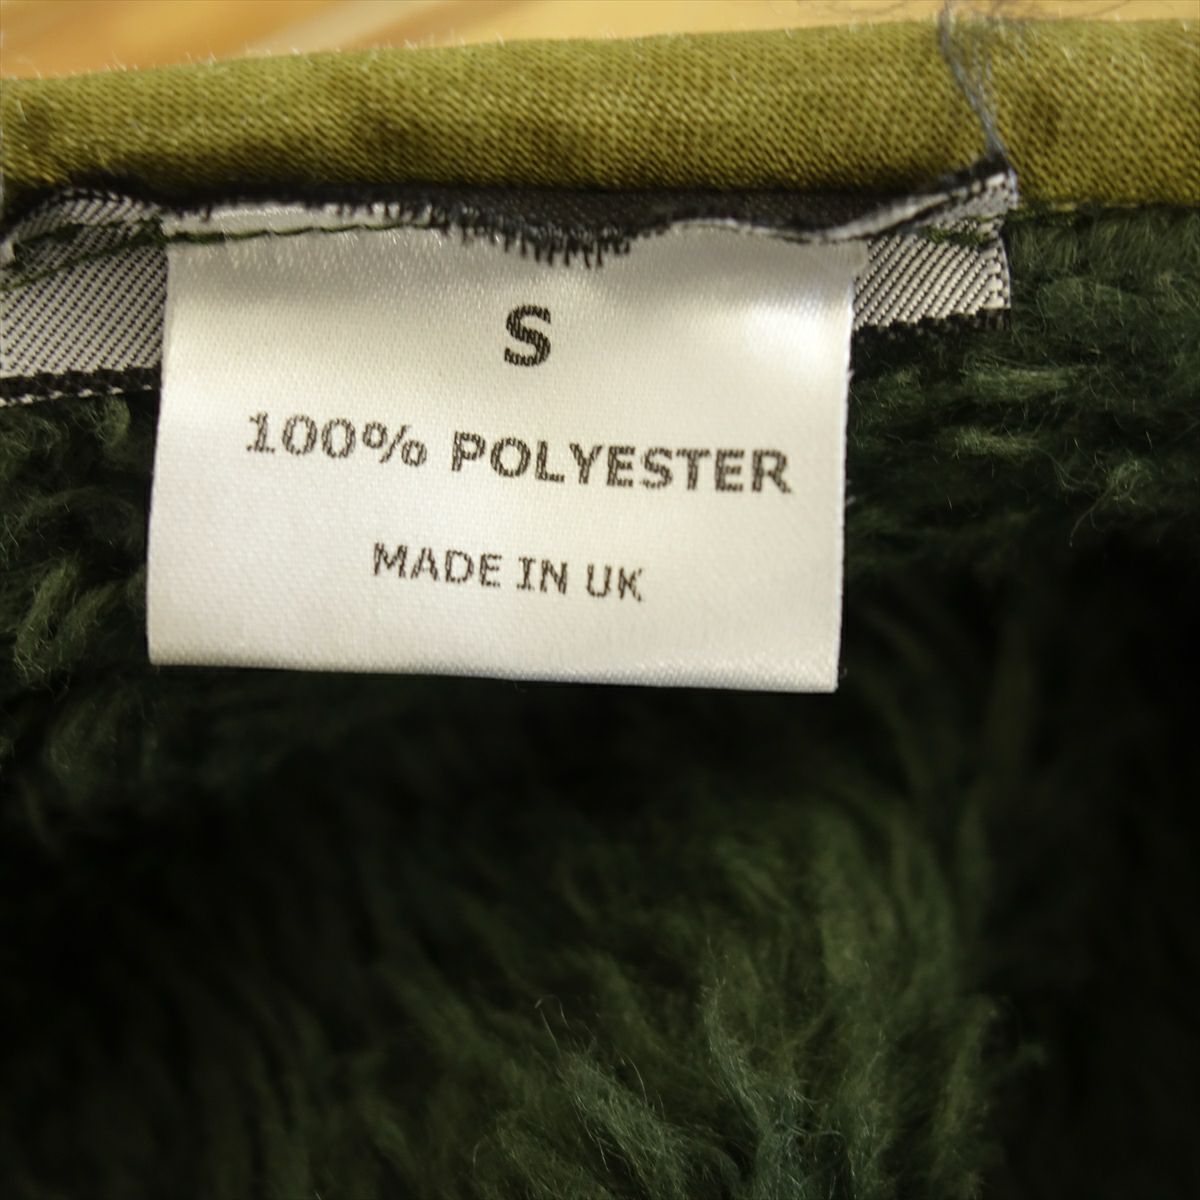 S
100% POLYESTER
MADE IN UK